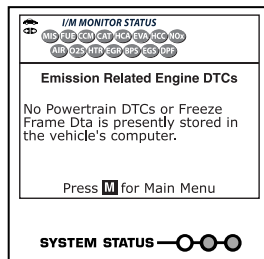 I/M MONITOR STATUS
MIS FUE CCM CAT HCA EVA HCC NOx
AIR O2S HTR EGR BPS EGS DPF
Emission Related Engine DTCs
No Powertrain DTCs or Freeze
Frame Dta is presently stored in
the vehicle's computer.
Press M for Main Menu
SYSTEM STATUS